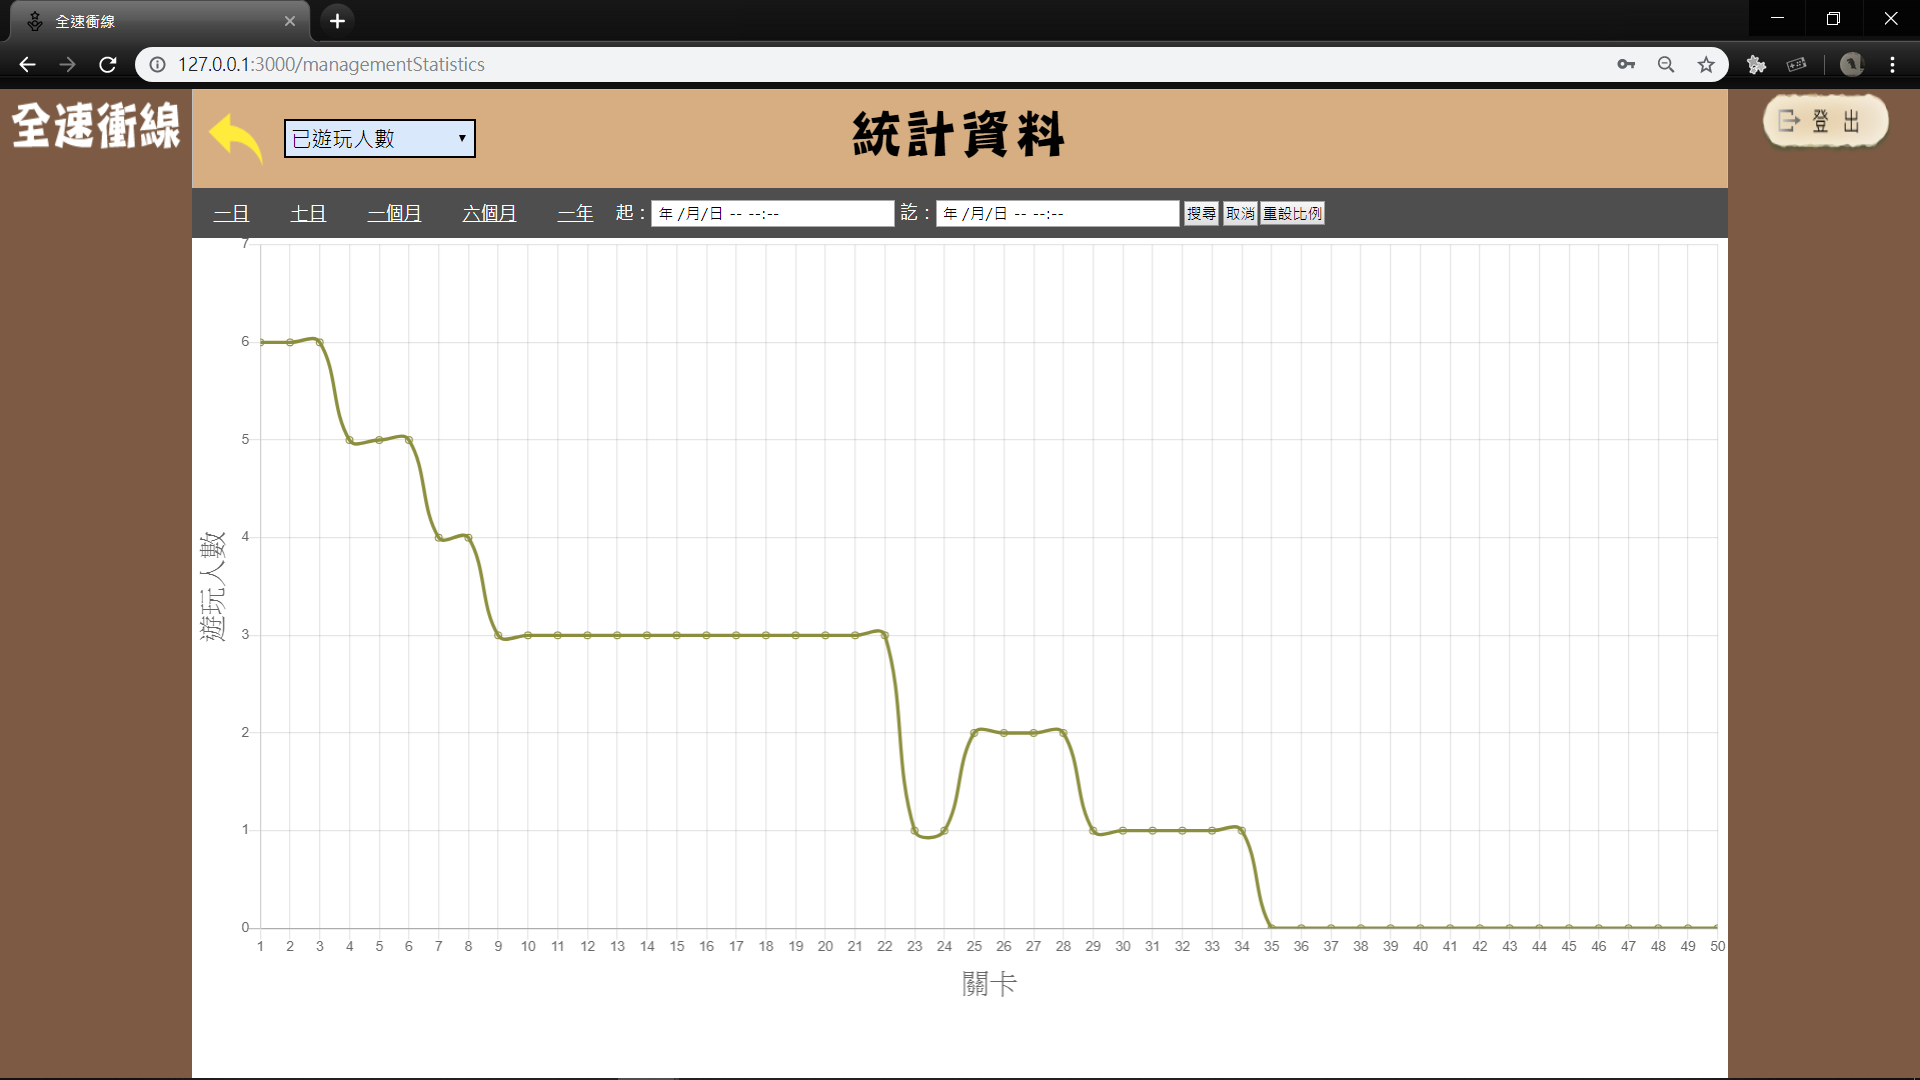 全速衝線
127.0.0.1:3000/managementStatistics
全速衝線
已遊玩人數
統計資料
登出
一日 七日 一個月 六個月 一年 起：年 /月/日 -- --:-- 訖：年 /月/日 -- --:-- 搜尋 取消 重設比例
7
6
5
4
3
2
1
0
遊玩人數
1 2 3 4 5 6 7 8 9 10 11 12 13 14 15 16 17 18 19 20 21 22 23 24 25 26 27 28 29 30 31 32 33 34 35 36 37 38 39 40 41 42 43 44 45 46 47 48 49 50
關卡